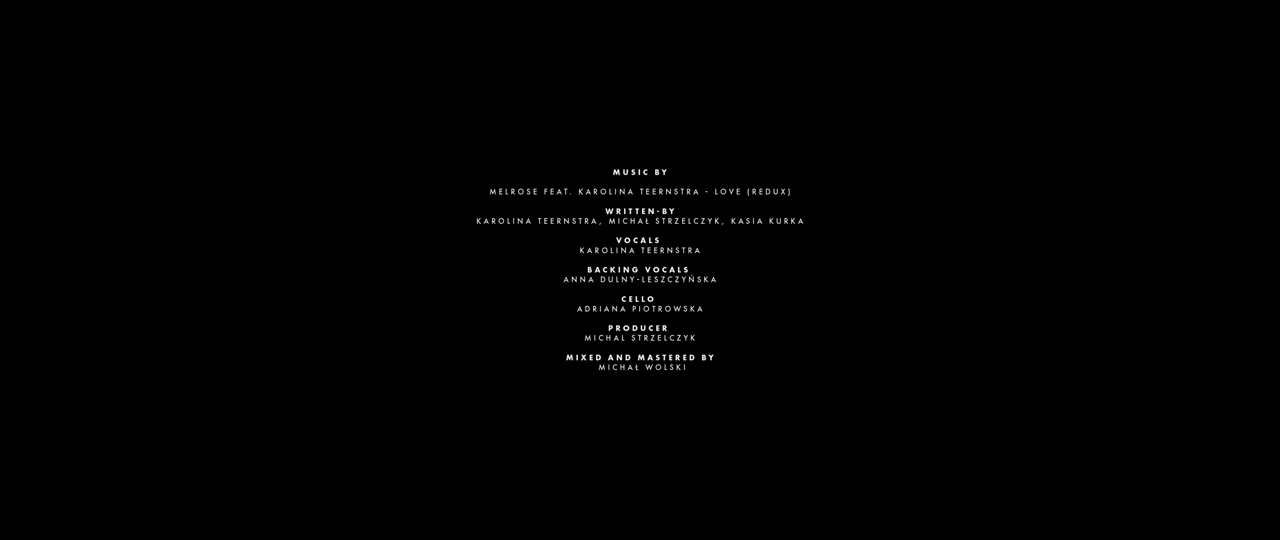 MUSIC BY
MELROSE FEAT. KAROLINA TEERNSTRA - LOVE (REDUX)
WRITTEN-BY
KAROLINA TEERNSTRA, MICHAŁ STRZELCZYK, KASIA KURKA
VOCALS
KAROLINA TEERNSTRA
BACKING VOCALS
ANNA DULNY-LESZCZYŃSKA
CELLO
ADRIANA PIOTROWSKA
PRODUCER
MICHAL STRZELCZYK
MIXED AND MASTERED BY
MICHAŁ WOLSKI